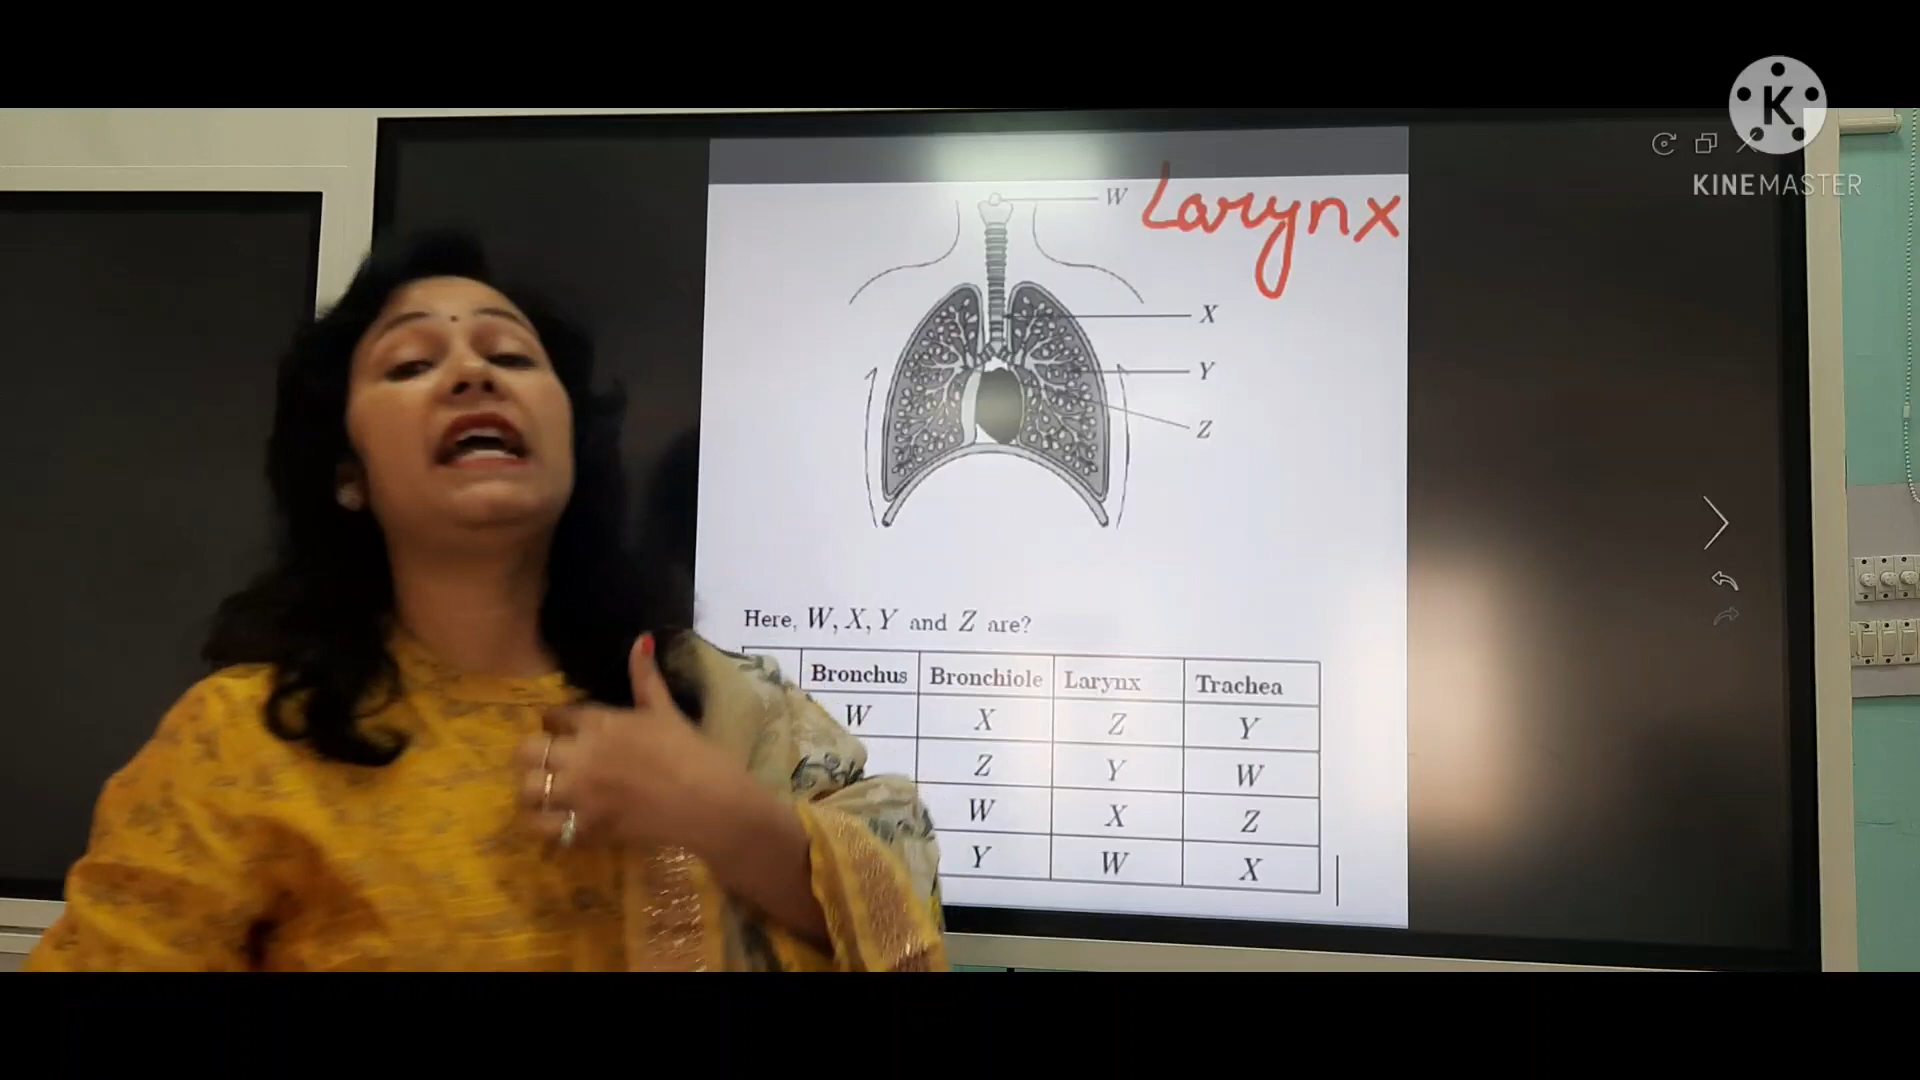 K
KINEMASTER
W Larynx
X
Y
Z
Here, W, X, Y and Z are?
Bronchus Bronchiole Larynx Trachea
W X Z Y
Z Y W
W X Z
Y W X